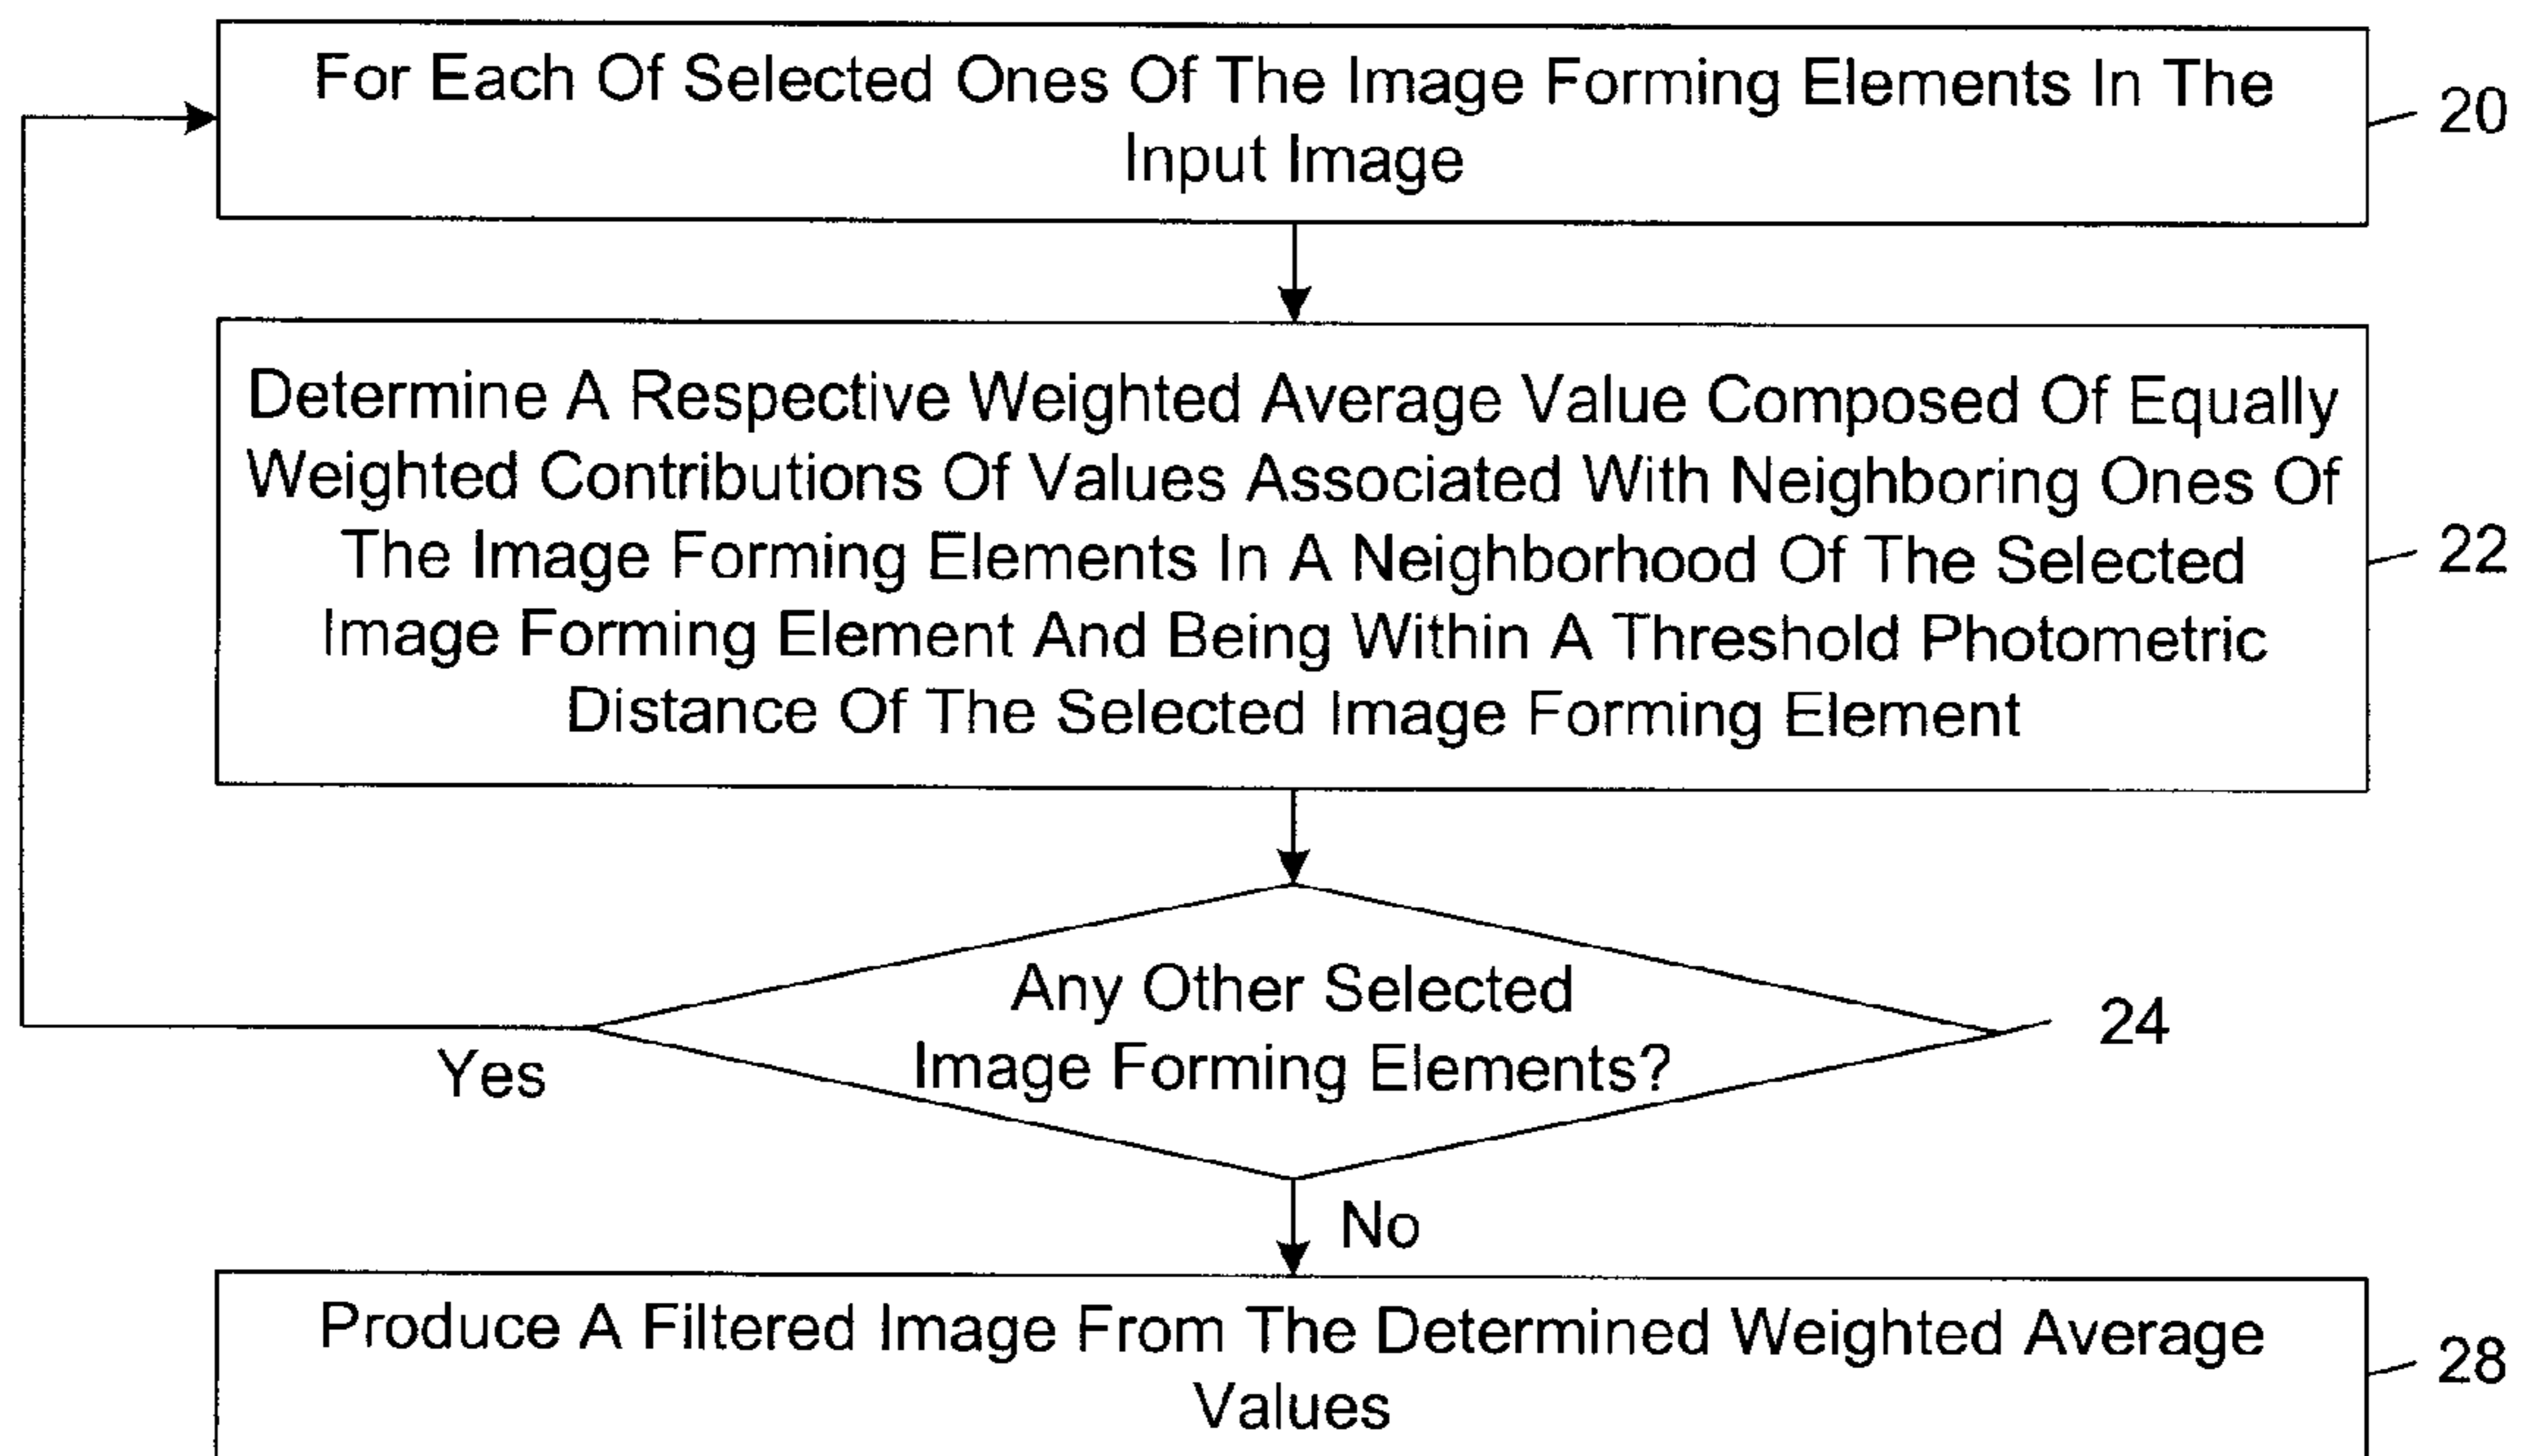 For Each Of Selected Ones Of The Image Forming Elements In The
Input Image
20
Determine A Respective Weighted Average Value Composed Of Equally
Weighted Contributions Of Values Associated With Neighboring Ones Of
The Image Forming Elements In A Neighborhood Of The Selected
Image Forming Element And Being Within A Threshold Photometric
Distance Of The Selected Image Forming Element
22
Any Other Selected
Image Forming Elements?
24
Yes
No
Produce A Filtered Image From The Determined Weighted Average
Values
28